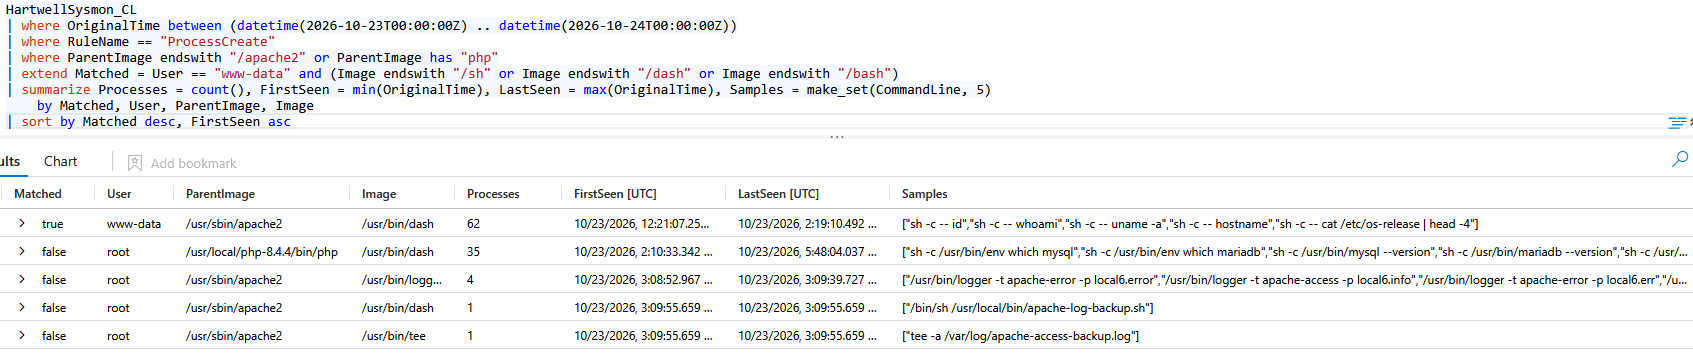 HartwellSysmon_CL
| where OriginalTime between (datetime(2026-10-23T00:00:00Z) .. datetime(2026-10-24T00:00:00Z))
| where RuleName == "ProcessCreate"
| where ParentImage endswith "/apache2" or ParentImage has "php"
| extend Matched = User == "www-data" and (Image endswith "/sh" or Image endswith "/dash" or Image endswith "/bash")
| summarize Processes = count(), FirstSeen = min(OriginalTime), LastSeen = max(OriginalTime), Samples = make_set(CommandLine, 5)
by Matched, User, ParentImage, Image
| sort by Matched desc, FirstSeen asc
ults Chart Add bookmark
Matched User ParentImage Image Processes FirstSeen [UTC] LastSeen [UTC] Samples
true www-data /usr/sbin/apache2 /usr/bin/dash 62 10/23/2026, 12:21:07.25... 10/23/2026, 2:19:10.492 ... ["sh -c -- id","sh -c -- whoami","sh -c -- uname -a","sh -c -- hostname","sh -c -- cat /etc/os-release | head -4"]
false root /usr/local/php-8.4.4/bin/php /usr/bin/dash 35 10/23/2026, 2:10:33.342 ... 10/23/2026, 5:48:04.037 ... ["sh -c /usr/bin/env which mysql","sh -c /usr/bin/env which mariadb","sh -c /usr/bin/mysql --version","sh -c /usr/bin/mariadb --version","sh -c /usr/...
false root /usr/sbin/apache2 /usr/bin/logg... 4 10/23/2026, 3:08:52.967 ... 10/23/2026, 3:09:39.727 ... ["/usr/bin/logger -t apache-error -p local6.error","/usr/bin/logger -t apache-access -p local6.info","/usr/bin/logger -t apache-error -p local6.err","/u...
false root /usr/sbin/apache2 /usr/bin/dash 1 10/23/2026, 3:09:55.659 ... 10/23/2026, 3:09:55.659 ... ["/bin/sh /usr/local/bin/apache-log-backup.sh"]
false root /usr/sbin/apache2 /usr/bin/tee 1 10/23/2026, 3:09:55.659 ... 10/23/2026, 3:09:55.659 ... ["tee -a /var/log/apache-access-backup.log"]